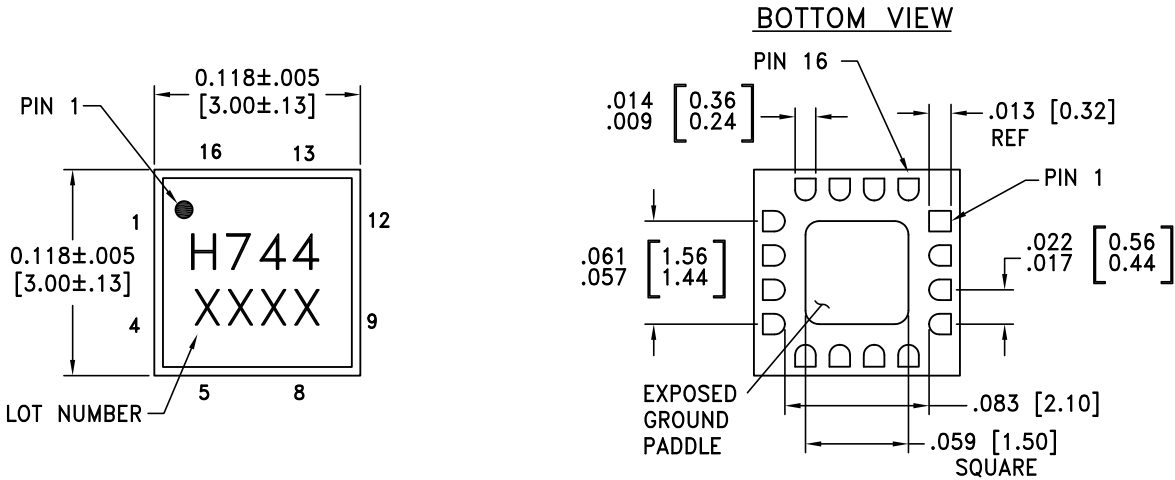 0.118±.005
[3.00±.13]
PIN 1
16
13
1
12
0.118±.005
[3.00±.13]
H744
XXXX
4
9
5
8
LOT NUMBER
BOTTOM VIEW
PIN 16
.014 [0.36
.009 0.24]
.013 [0.32]
REF
PIN 1
.061 [1.56
.057 1.44]
.022 [0.56
.017 0.44]
EXPOSED
GROUND
PADDLE
.083 [2.10]
.059 [1.50]
SQUARE